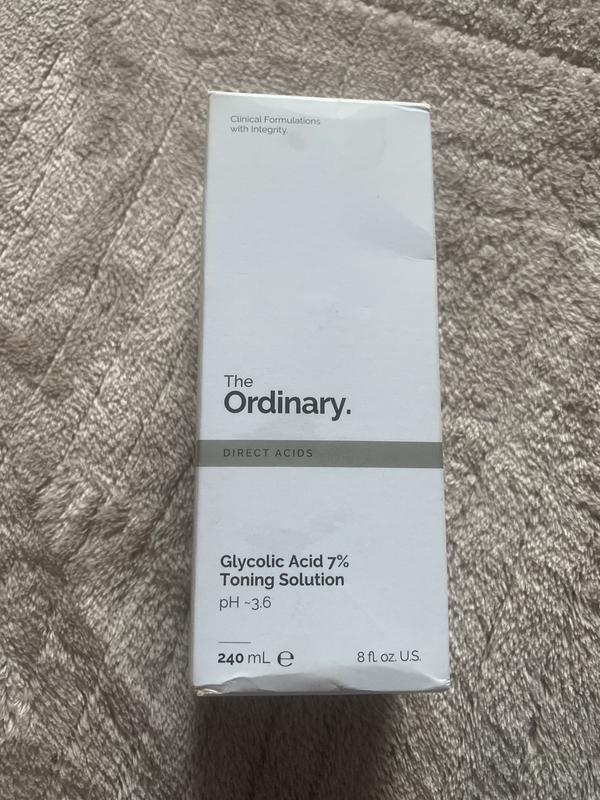 Clinical Formulations
with Integrity.
The
Ordinary.
DIRECT ACIDS
Glycolic Acid 7%
Toning Solution
pH ~3.6
240 mL ℮
8 fl. oz. U.S.